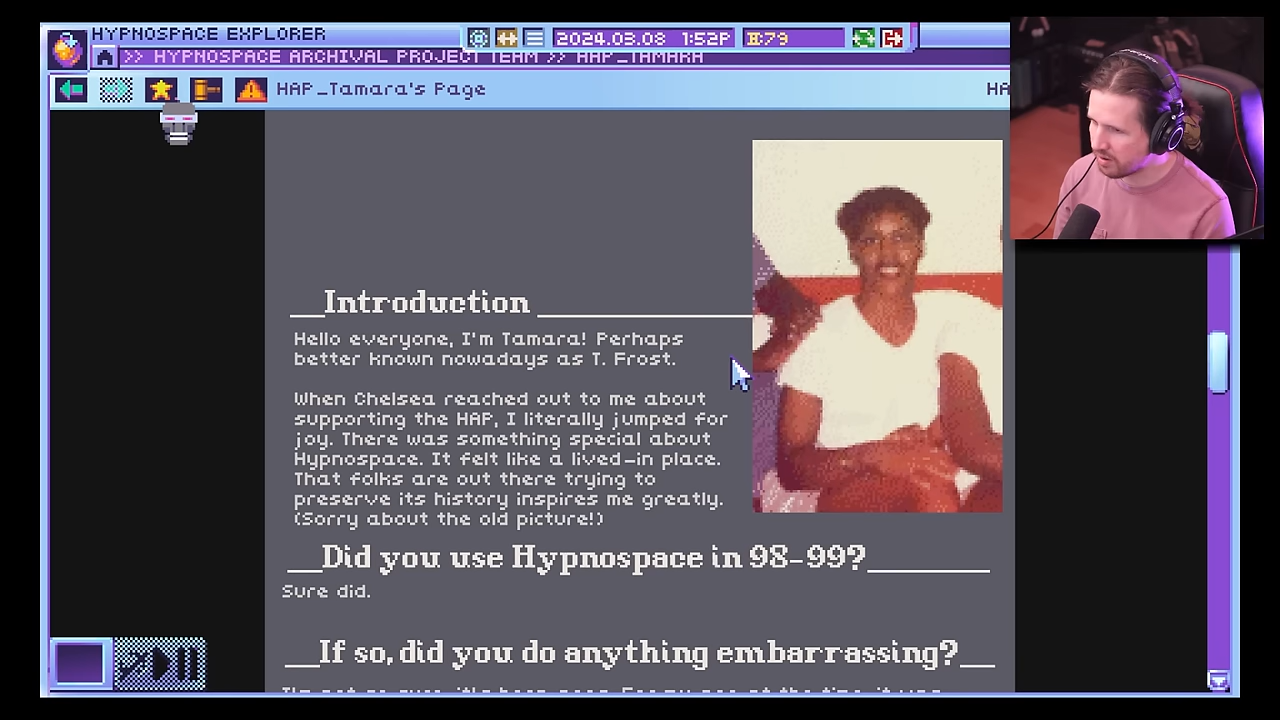 HYPNOSPACE EXPLORER
2024.03.08 1:52P
79
>> HYPNOSPACE ARCHIVAL PROJECT TEAM >> HAP_TAMARA
HAP_Tamara's Page
HA
__Introduction__
Hello everyone, I'm Tamara! Perhaps
better known nowadays as T. Frost.
When Chelsea reached out to me about
supporting the HAP, I literally jumped for
joy. There was something special about
Hypnospace. It felt like a lived-in place.
That folks are out there trying to
preserve its history inspires me greatly.
(Sorry about the old picture!)
__Did you use Hypnospace in 98-99?__
Sure did.
__If so, did you do anything embarrassing?__